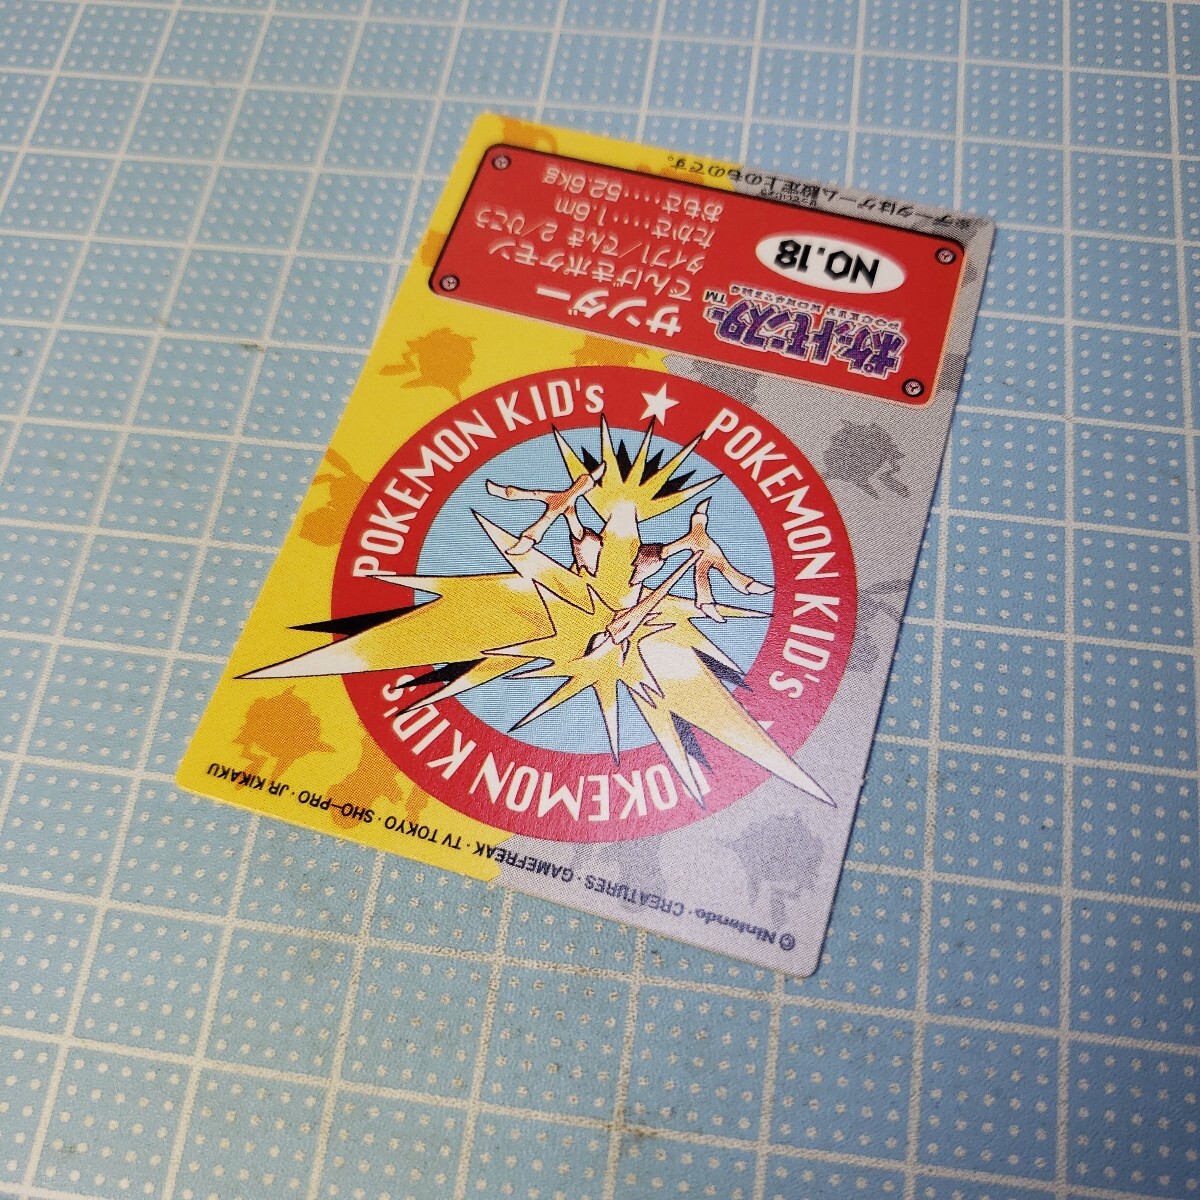 ©Nintendo・CREATURES・GAMEFREAK・TV TOKYO・SHO-PRO・JR KIKAKU
POKEMON KID's
POKEMON KID's ★ POKEMON KID's
ポケットモンスター™
POCKET MONSTERS
NO.18
サンダー
でんげきポケモン
タイプ1/でんき 2/ひこう
たかさ‥‥1.6m
おもさ‥‥52.6kg
※データはゲーム設定上のものです。